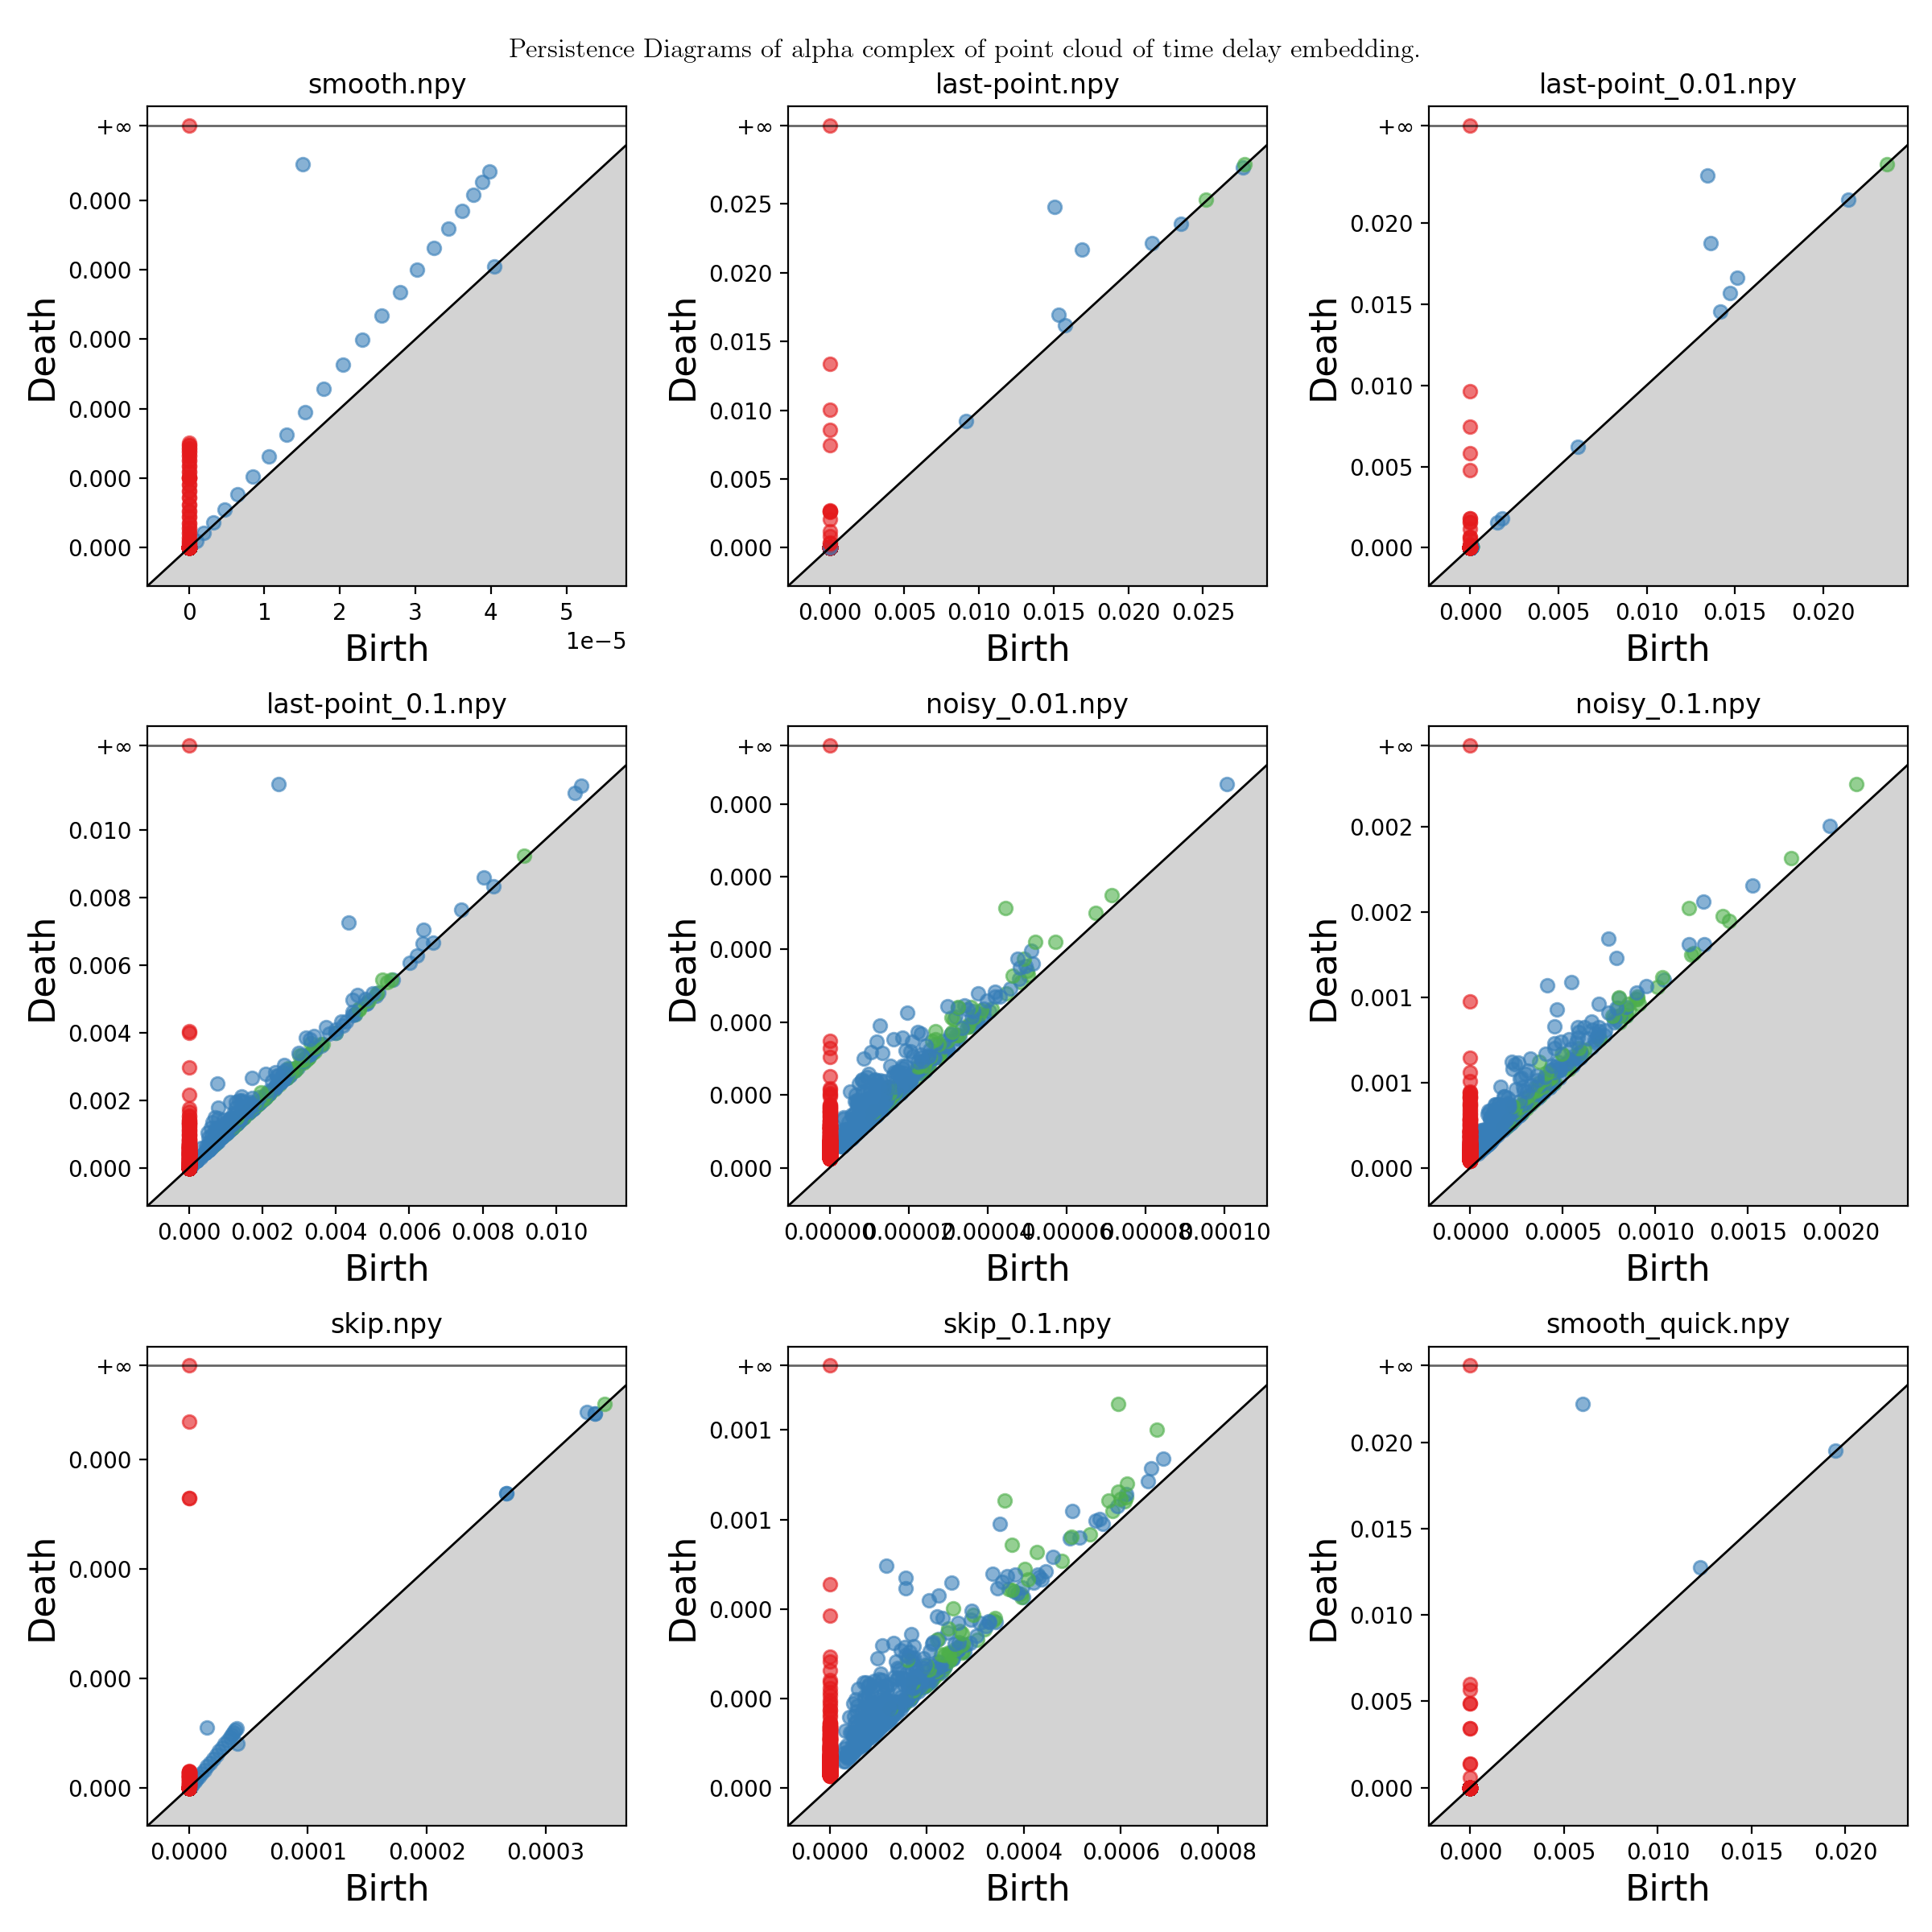 Persistence Diagrams of alpha complex of point cloud of time delay embedding.
smooth.npy
+∞
0.000
0.000
0.000
0.000
0.000
0.000
Death
0 1 2 3 4 5
1e−5
Birth
last-point.npy
+∞
0.025
0.020
0.015
0.010
0.005
0.000
Death
0.000 0.005 0.010 0.015 0.020 0.025
Birth
last-point_0.01.npy
+∞
0.020
0.015
0.010
0.005
0.000
Death
0.000 0.005 0.010 0.015 0.020
Birth
last-point_0.1.npy
+∞
0.010
0.008
0.006
0.004
0.002
0.000
Death
0.000 0.002 0.004 0.006 0.008 0.010
Birth
noisy_0.01.npy
+∞
0.000
0.000
0.000
0.000
0.000
0.000
Death
0.00000 0.00002 0.00004 0.00006 0.00008 0.00010
Birth
noisy_0.1.npy
+∞
0.002
0.002
0.001
0.001
0.000
Death
0.0000 0.0005 0.0010 0.0015 0.0020
Birth
skip.npy
+∞
0.000
0.000
0.000
0.000
Death
0.0000 0.0001 0.0002 0.0003
Birth
skip_0.1.npy
+∞
0.001
0.001
0.000
0.000
0.000
Death
0.0000 0.0002 0.0004 0.0006 0.0008
Birth
smooth_quick.npy
+∞
0.020
0.015
0.010
0.005
0.000
Death
0.000 0.005 0.010 0.015 0.020
Birth